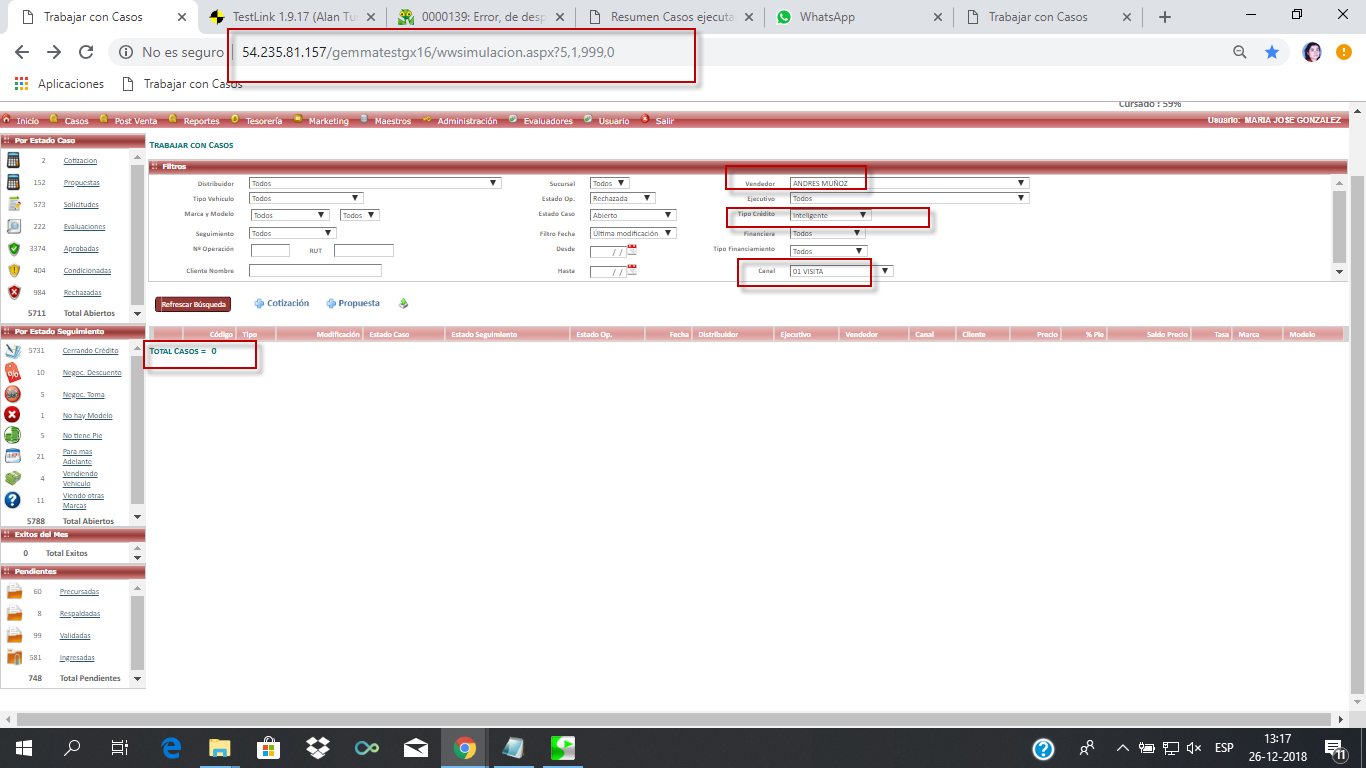 Trabajar con Casos
TestLink 1.9.17 (Alan Tu
0000139: Error, de desp
Resumen Casos ejecuta
WhatsApp
Trabajar con Casos
No es seguro | 54.235.81.157/gemmatestgx16/wwsimulacion.aspx?5,1,999,0
Aplicaciones
Trabajar con Casos
Cursado : 59%
Inicio Casos Post Venta Reportes Tesorería Marketing Maestros Administración Evaluadores Usuario Salir
Usuario: MARIA JOSE GONZALEZ
Por Estado Caso
2 Cotizacion
152 Propuestas
573 Solicitudes
222 Evaluaciones
3374 Aprobadas
404 Condicionadas
984 Rechazadas
5711 Total Abiertos
Por Estado Seguimiento
5731 Cerrando Crédito
10 Negoc. Descuento
5 Negoc. Toma
1 No hay Modelo
5 No tiene Pie
21 Para mas
Adelante
4 Vendiendo
Vehículo
11 Viendo otras
Marcas
5788 Total Abiertos
Exitos del Mes
0 Total Exitos
Pendientes
60 Precursadas
8 Respaldadas
99 Validadas
581 Ingresadas
748 Total Pendientes
TRABAJAR CON CASOS
Filtros
Distribuidor Todos Sucursal Todos Vendedor ANDRES MUÑOZ
Tipo Vehículo Todos Estado Op. Rechazada Ejecutivo Todos
Marca y Modelo Todos Todos Estado Caso Abierto Tipo Crédito Inteligente
Seguimiento Todos Filtro Fecha Última modificación Financiera Todos
Nº Operación RUT Desde / / Tipo Financiamiento Todos
Cliente Nombre Hasta / / Canal 01 VISITA
Refrescar Búsqueda Cotización Propuesta
Código Tipo Modificación Estado Caso Estado Seguimiento Estado Op. Fecha Distribuidor Ejecutivo Vendedor Canal Cliente Precio % Pie Saldo Precio Tasa Marca Modelo
TOTAL CASOS = 0
ESP
13:17
26-12-2018
11